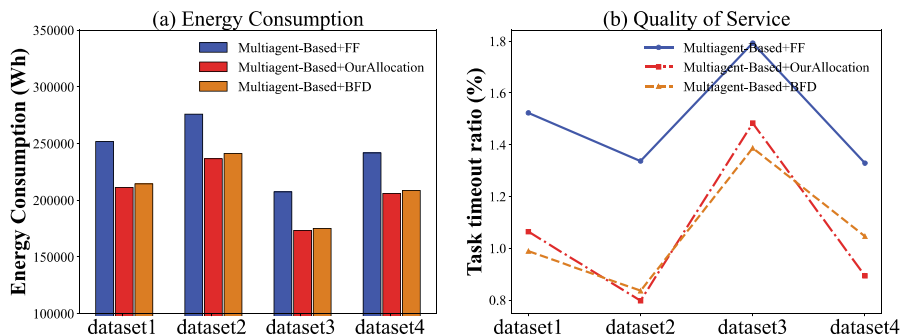 (a) Energy Consumption
Energy Consumption (Wh)
350000
300000
250000
200000
150000
100000
Multiagent-Based+FF
Multiagent-Based+OurAllocation
Multiagent-Based+BFD
dataset1 dataset2 dataset3 dataset4
(b) Quality of Service
Task timeout ratio (%)
1.8
1.6
1.4
1.2
1.0
0.8
Multiagent-Based+FF
Multiagent-Based+OurAllocation
Multiagent-Based+BFD
dataset1 dataset2 dataset3 dataset4